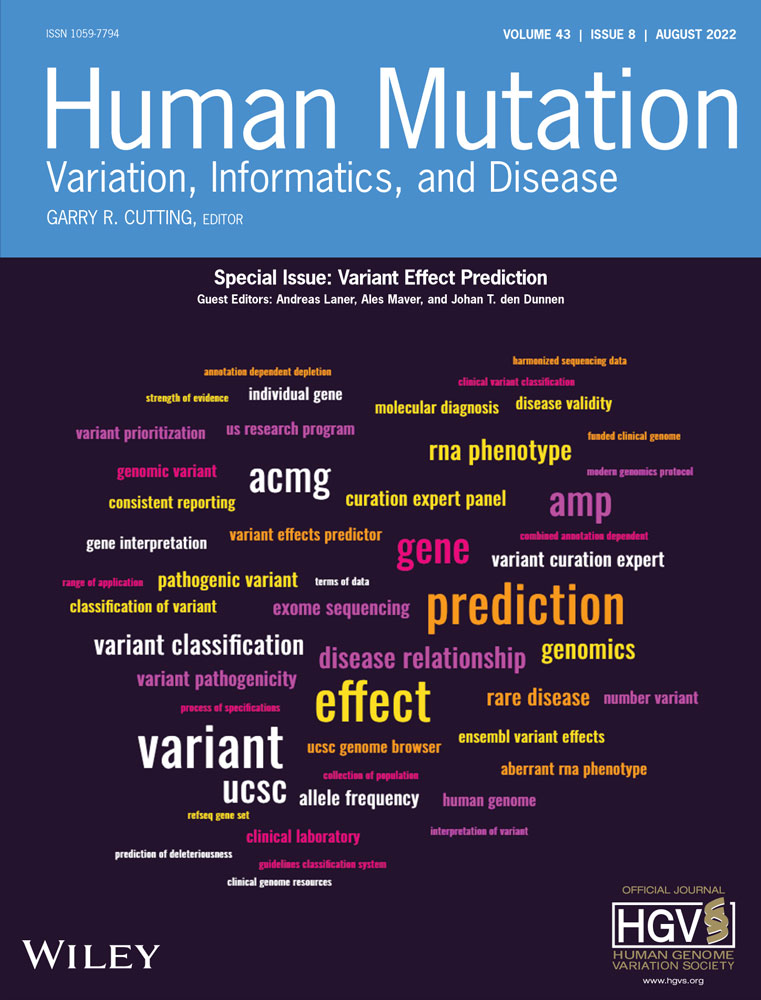 ISSN 1059-7794
VOLUME 43 | ISSUE 8 | AUGUST 2022
Human Mutation
Variation, Informatics, and Disease
GARRY R. CUTTING, EDITOR
Special Issue: Variant Effect Prediction
Guest Editors: Andreas Laner, Ales Maver, and Johan T. den Dunnen
harmonized sequencing data
annotation dependent depletion
clinical variant classification
strength of evidence
individual gene
molecular diagnosis
disease validity
variant prioritization
us research program
funded clinical genome
rna phenotype
genomic variant
acmg
modern genomics protocol
consistent reporting
curation expert panel
amp
gene interpretation
variant effects predictor
gene
combined annotation dependent
variant curation expert
range of application
pathogenic variant
terms of data
classification of variant
exome sequencing
prediction
variant classification
disease relationship
genomics
variant pathogenicity
effect
rare disease
number variant
process of specifications
variant
ucsc genome browser
ensembl variant effects
collection of population
aberrant rna phenotype
ucsc
allele frequency
human genome
refseq gene set
clinical laboratory
interpretation of variant
prediction of deleteriousness
guidelines classification system
clinical genome resources
OFFICIAL JOURNAL
HGVS
HUMAN GENOME
VARIATION SOCIETY
www.hgvs.org
WILEY